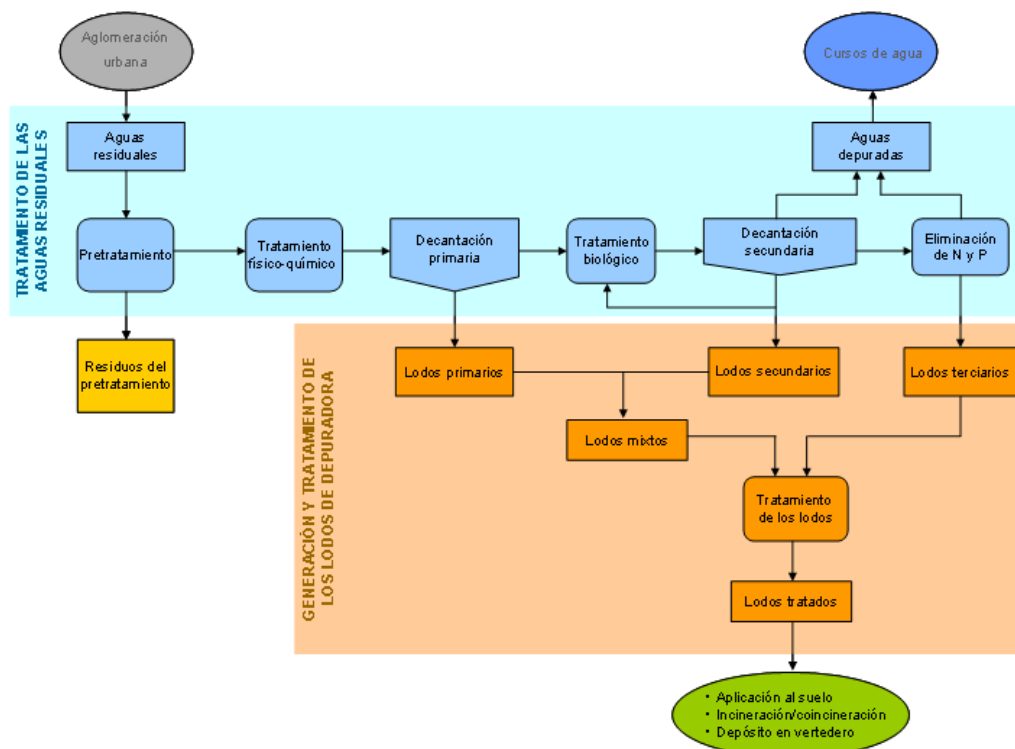 Aglomeración
urbana
Cursos de agua
TRATAMIENTO DE LAS
AGUAS RESIDUALES
Aguas
residuales
Aguas
depuradas
Pretratamiento
Tratamiento
físico-químico
Decantación
primaria
Tratamiento
biológico
Decantación
secundaria
Eliminación
de N y P
Residuos del
pretratamiento
GENERACIÓN Y TRATAMIENTO DE
LOS LODOS DE DEPURADORA
Lodos primarios
Lodos secundarios
Lodos terciarios
Lodos mixtos
Tratamiento
de los lodos
Lodos tratados
• Aplicación al suelo
• Incineración/coincineración
• Depósito en vertedero